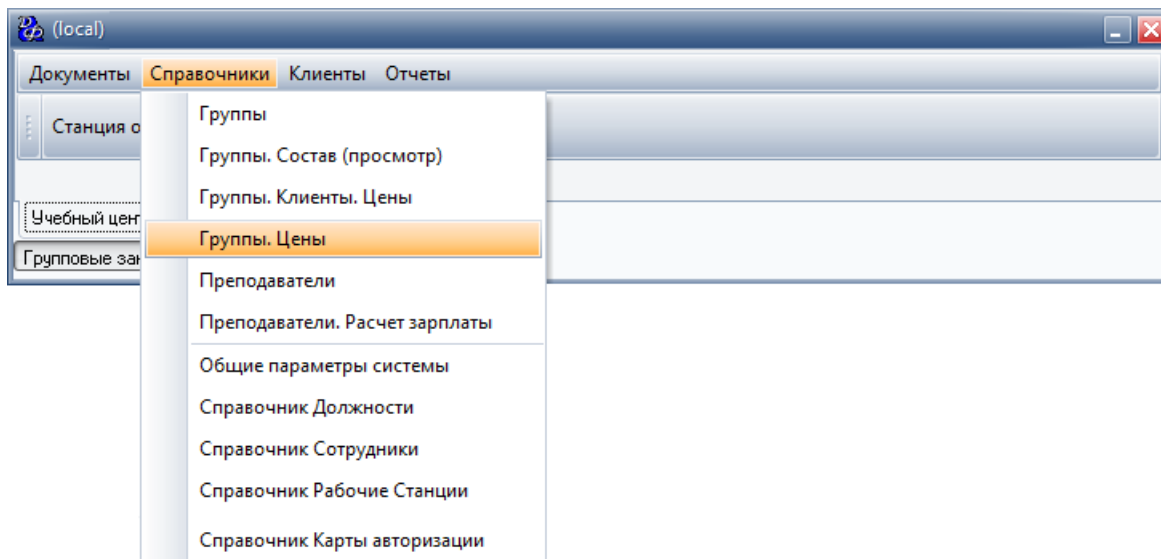 (local)
Документы Справочники Клиенты Отчеты
Станция о
Группы
Группы. Состав (просмотр)
Группы. Клиенты. Цены
Учебный цен
Группы. Цены
Групповые зан
Преподаватели
Преподаватели. Расчет зарплаты
Общие параметры системы
Справочник Должности
Справочник Сотрудники
Справочник Рабочие Станции
Справочник Карты авторизации